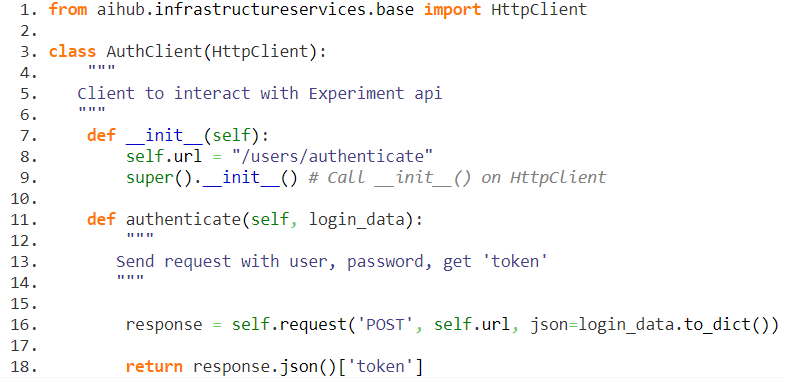 1. from aihub.infrastructureservices.base import HttpClient
2.
3. class AuthClient(HttpClient):
4.     """
5.    Client to interact with Experiment api
6.    """
7.     def __init__(self):
8.         self.url = "/users/authenticate"
9.         super().__init__() # Call __init__() on HttpClient
10.
11.     def authenticate(self, login_data):
12.         """
13.        Send request with user, password, get 'token'
14.        """
15.
16.         response = self.request('POST', self.url, json=login_data.to_dict())
17.
18.         return response.json()['token']